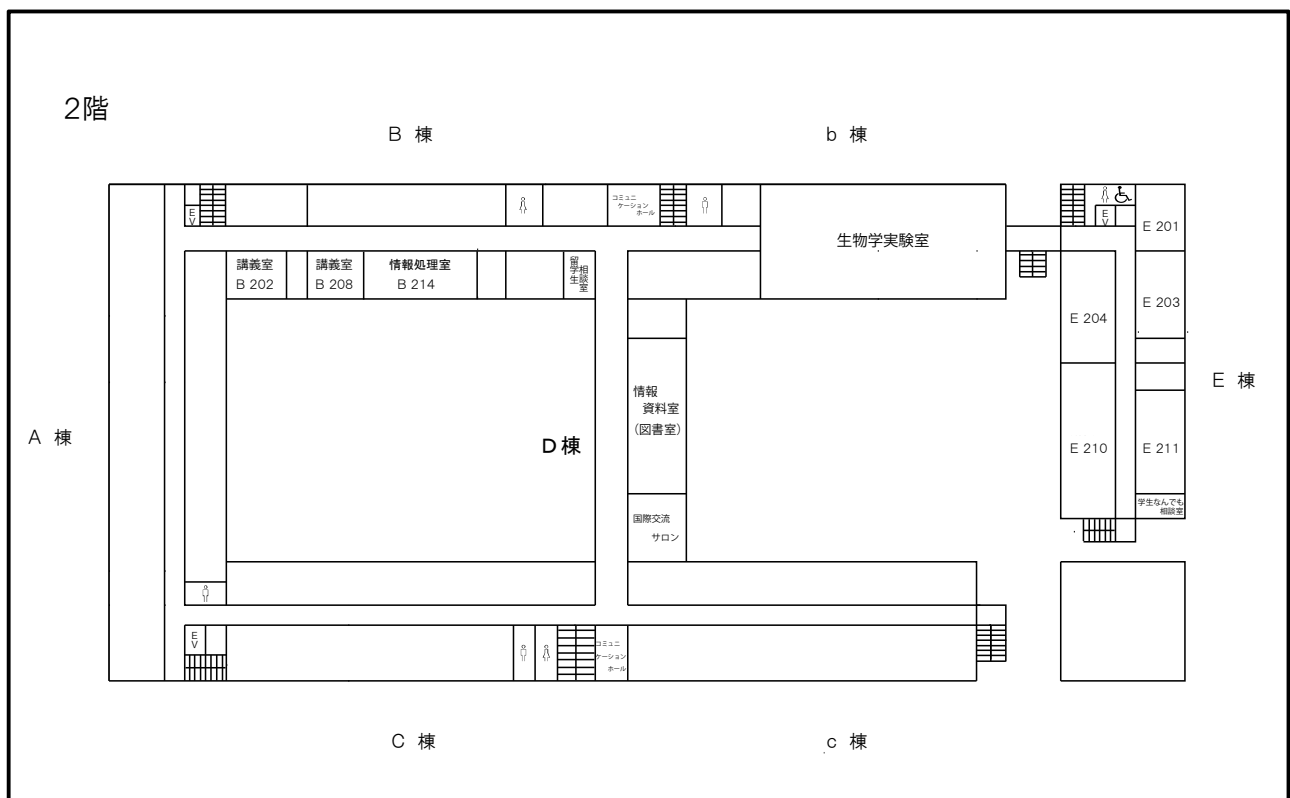 2階
B 棟
b 棟
コミュニ
ケーション
ホール
EV
EV
E 201
生物学実験室
講義室
B 202
講義室
B 208
情報処理室
B 214
留学生
相談室
E 203
E 204
E 棟
情報
資料室
(図書室)
A 棟
D棟
E 210
E 211
学生なんでも
相談室
国際交流
サロン
EV
コミュニ
ケーション
ホール
C 棟
c 棟